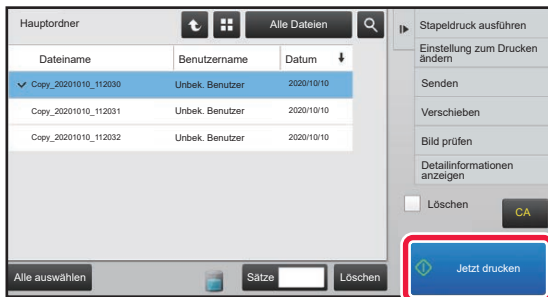 Hauptordner
Alle Dateien
Dateiname Benutzername Datum
Copy_20201010_112030 Unbek. Benutzer 2020/10/10
Copy_20201010_112031 Unbek. Benutzer 2020/10/10
Copy_20201010_112032 Unbek. Benutzer 2020/10/10
Alle auswählen
Sätze
Löschen
Stapeldruck ausführen
Einstellung zum Drucken
ändern
Senden
Verschieben
Bild prüfen
Detailinformationen
anzeigen
Löschen
CA
Jetzt drucken